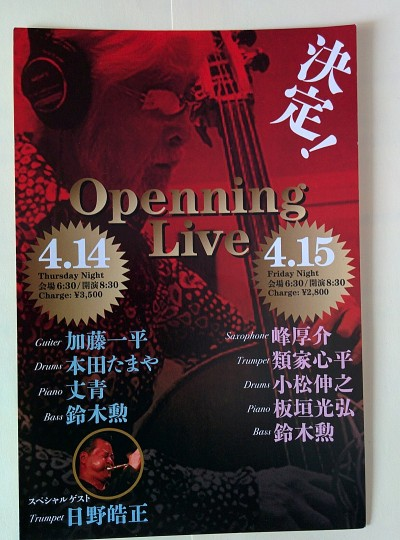 決定!
Openning
Live
4.14
Thursday Night
会場6:30/開演8:30
Charge: ¥3,500
Guiter 加藤一平
Drums 本田たまや
Piano 丈青
Bass 鈴木勲
スペシャルゲスト
Trumpet 日野皓正
4.15
Friday Night
会場6:30/開演8:30
Charge: ¥2,800
Saxophone 峰厚介
Trumpet 類家心平
Drums 小松伸之
Piano 板垣光弘
Bass 鈴木勲